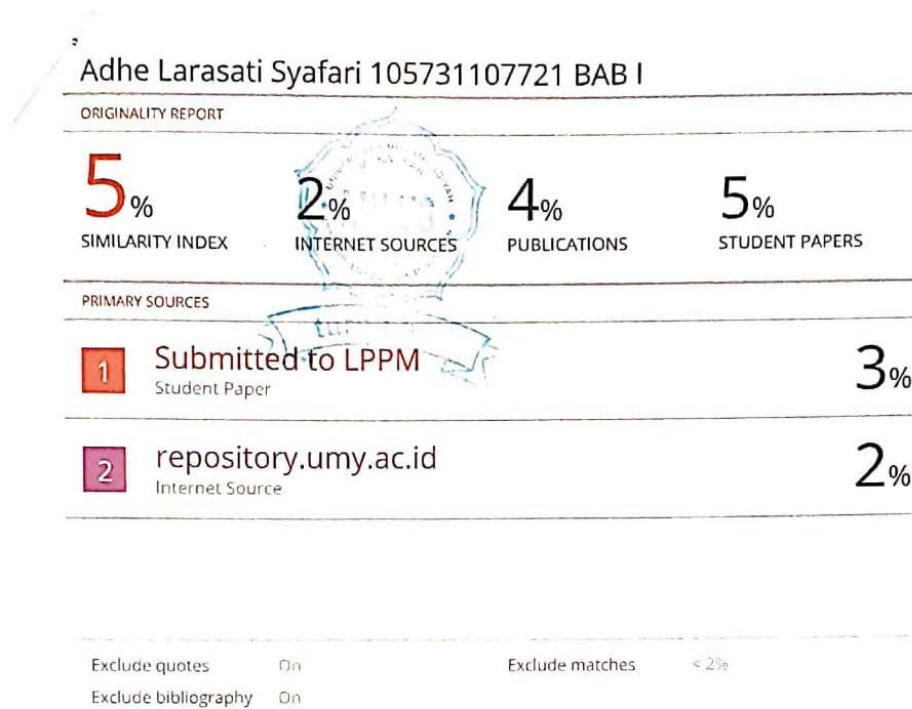 Adhe Larasati Syafari 105731107721 BAB I
ORIGINALITY REPORT
5% 2% 4% 5%
SIMILARITY INDEX INTERNET SOURCES PUBLICATIONS STUDENT PAPERS
PRIMARY SOURCES
1 Submitted to LPPM 3%
Student Paper
2 repository.umy.ac.id 2%
Internet Source
Exclude quotes On Exclude matches < 2%
Exclude bibliography On